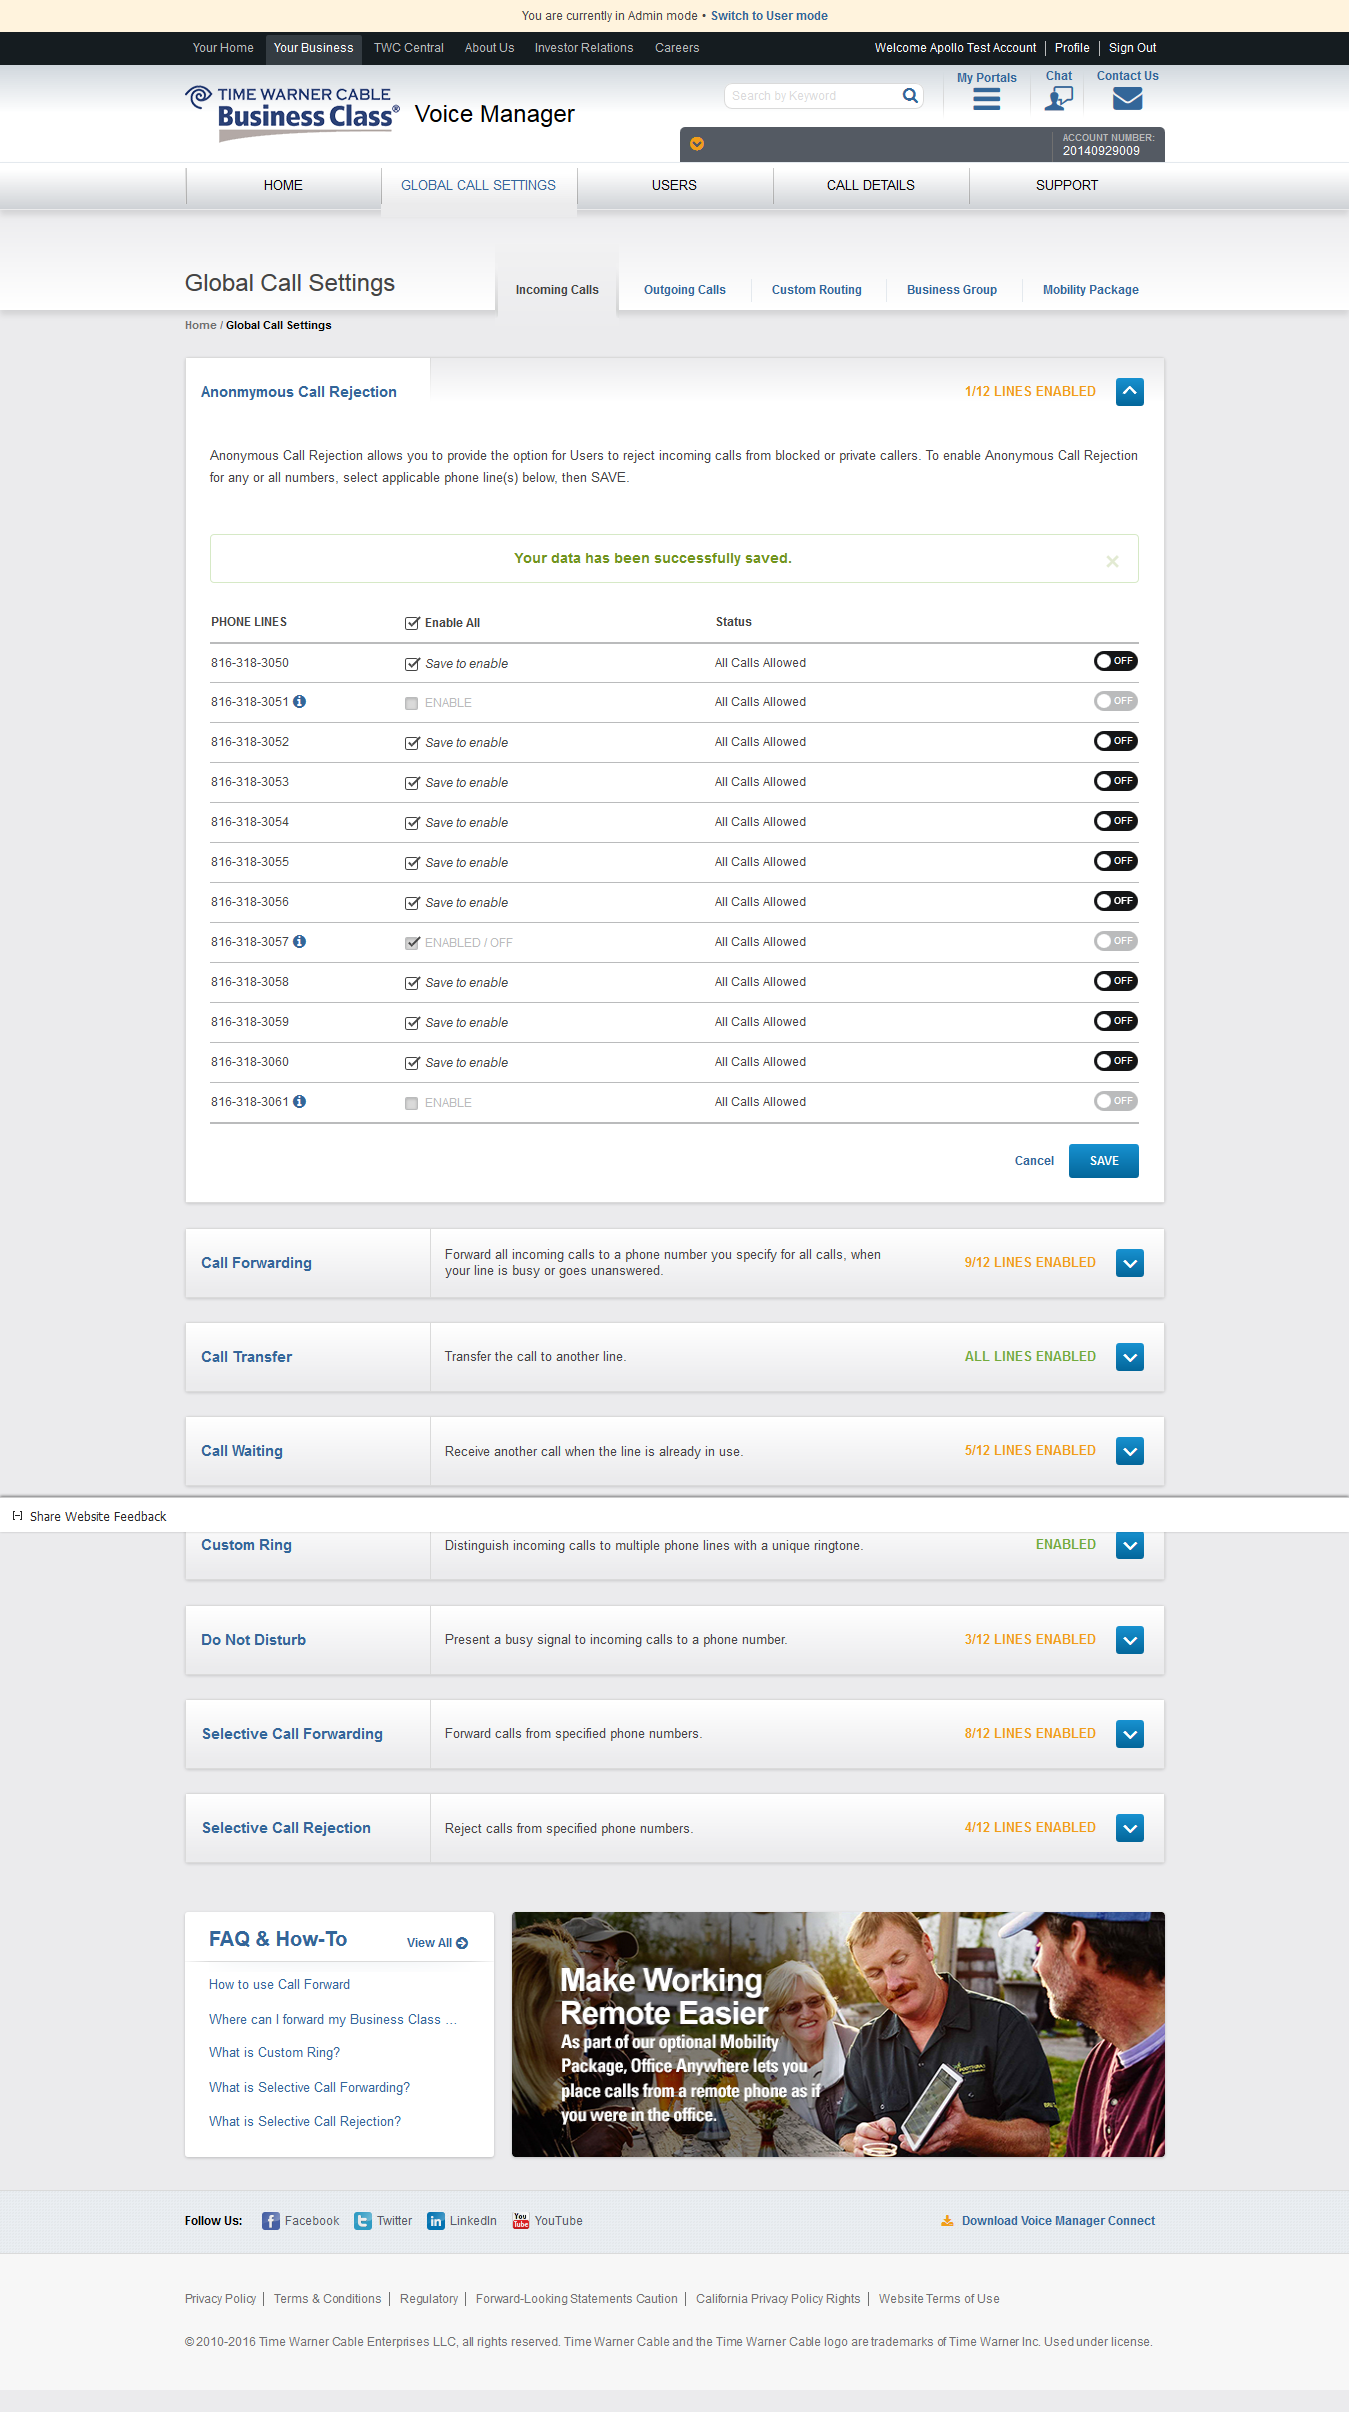 You are currently in Admin mode • Switch to User mode
Your Home Your Business TWC Central About Us Investor Relations Careers Welcome Apollo Test Account Profile Sign Out
TIME WARNER CABLE
Business Class®
Voice Manager
Search by Keyword
My Portals
Chat
Contact Us
ACCOUNT NUMBER:
20140929009
HOME GLOBAL CALL SETTINGS USERS CALL DETAILS SUPPORT
Global Call Settings
Incoming Calls Outgoing Calls Custom Routing Business Group Mobility Package
Home / Global Call Settings
Anonmymous Call Rejection 1/12 LINES ENABLED
Anonymous Call Rejection allows you to provide the option for Users to reject incoming calls from blocked or private callers. To enable Anonymous Call Rejection
for any or all numbers, select applicable phone line(s) below, then SAVE.
Your data has been successfully saved.
PHONE LINES Enable All Status
816-318-3050 Save to enable All Calls Allowed OFF
816-318-3051 ENABLE All Calls Allowed OFF
816-318-3052 Save to enable All Calls Allowed OFF
816-318-3053 Save to enable All Calls Allowed OFF
816-318-3054 Save to enable All Calls Allowed OFF
816-318-3055 Save to enable All Calls Allowed OFF
816-318-3056 Save to enable All Calls Allowed OFF
816-318-3057 ENABLED / OFF All Calls Allowed OFF
816-318-3058 Save to enable All Calls Allowed OFF
816-318-3059 Save to enable All Calls Allowed OFF
816-318-3060 Save to enable All Calls Allowed OFF
816-318-3061 ENABLE All Calls Allowed OFF
Cancel SAVE
Call Forwarding
Forward all incoming calls to a phone number you specify for all calls, when
your line is busy or goes unanswered.
9/12 LINES ENABLED
Call Transfer Transfer the call to another line. ALL LINES ENABLED
Call Waiting Receive another call when the line is already in use. 5/12 LINES ENABLED
[-] Share Website Feedback
Custom Ring Distinguish incoming calls to multiple phone lines with a unique ringtone. ENABLED
Do Not Disturb Present a busy signal to incoming calls to a phone number. 3/12 LINES ENABLED
Selective Call Forwarding Forward calls from specified phone numbers. 8/12 LINES ENABLED
Selective Call Rejection Reject calls from specified phone numbers. 4/12 LINES ENABLED
FAQ & How-To View All
How to use Call Forward
Where can I forward my Business Class ...
What is Custom Ring?
What is Selective Call Forwarding?
What is Selective Call Rejection?
Make Working
Remote Easier
As part of our optional Mobility
Package, Office Anywhere lets you
place calls from a remote phone as if
you were in the office.
Follow Us: Facebook Twitter LinkedIn YouTube Download Voice Manager Connect
Privacy Policy Terms & Conditions Regulatory Forward-Looking Statements Caution California Privacy Policy Rights Website Terms of Use
© 2010-2016 Time Warner Cable Enterprises LLC, all rights reserved. Time Warner Cable and the Time Warner Cable logo are trademarks of Time Warner Inc. Used under license.